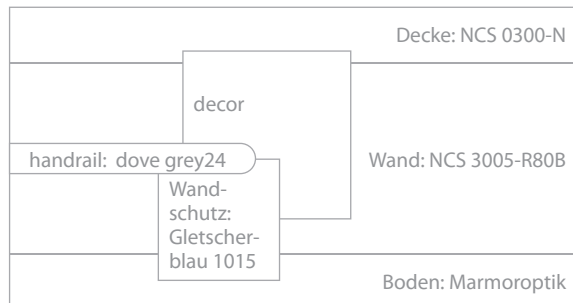 Decke: NCS 0300-N
decor
handrail:  dove grey24
Wand: NCS 3005-R80B
Wand-
schutz:
Gletscher-
blau 1015
Boden: Marmoroptik